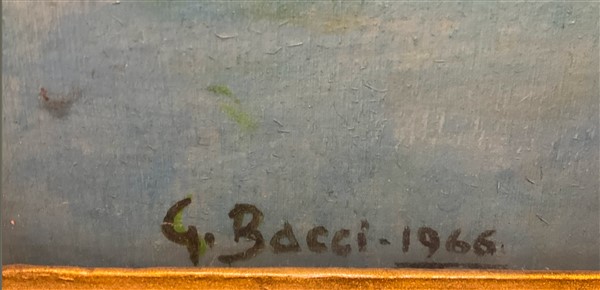 G. Bacci - 1966.